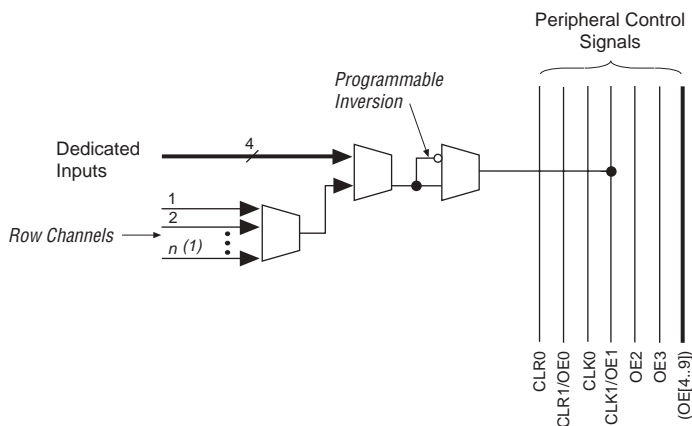 Peripheral Control
Signals
Programmable
Inversion
Dedicated
Inputs
4
1
2
Row Channels
n (1)
CLR0
CLR1/OE0
CLK0
CLK1/OE1
OE2
OE3
(OE[4..9])